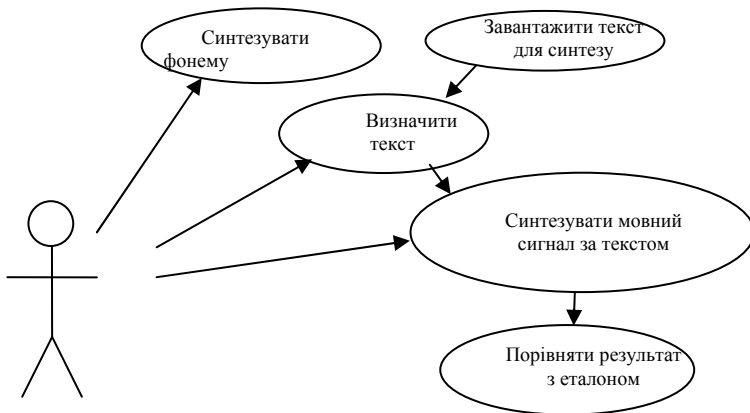 Синтезувати
фонему
Завантажити текст
для синтезу
Визначити
текст
Синтезувати мовний
сигнал за текстом
Порівняти результат
з еталоном